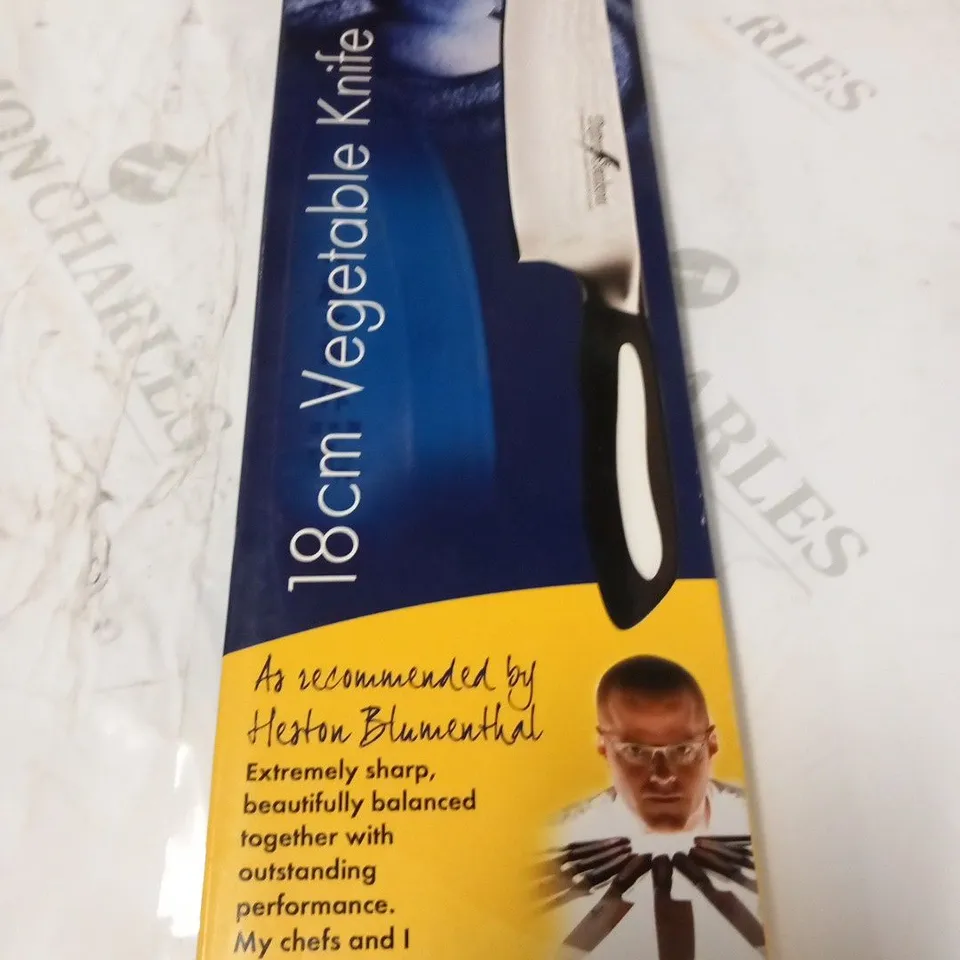 18cm Vegetable Knife
As recommended by
Heston Blumenthal
Extremely sharp,
beautifully balanced
together with
outstanding
performance.
My chefs and I